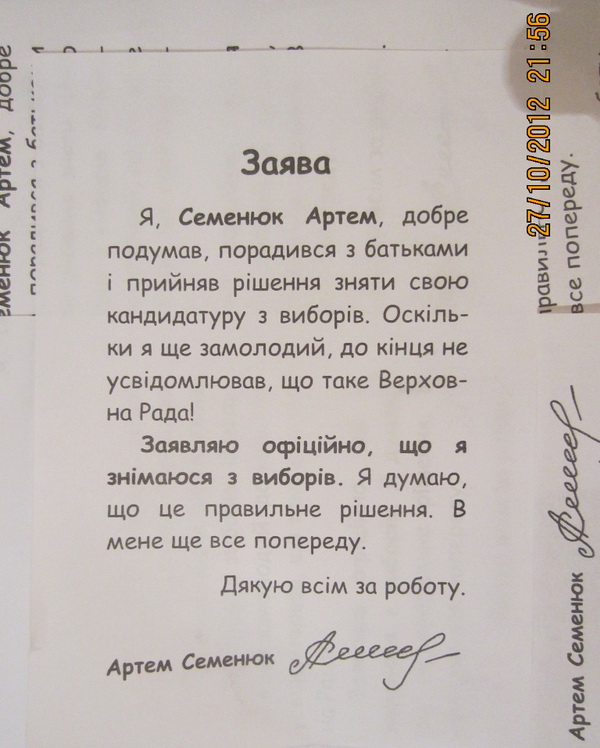 Заява
Я, Семенюк Артем, добре
подумав, порадився з батьками
і прийняв рішення зняти свою
кандидатуру з виборів. Оскіль-
ки я ще замолодий, до кінця не
усвідомлював, що таке Верхов-
на Рада!
Заявляю офіційно, що я
знімаюся з виборів. Я думаю,
що це правильне рішення. В
мене ще все попереду.
Дякую всім за роботу.
Артем Семенюк
27/10/2012 21:56
Артем, добре
все попереду.
Артем Семенюк